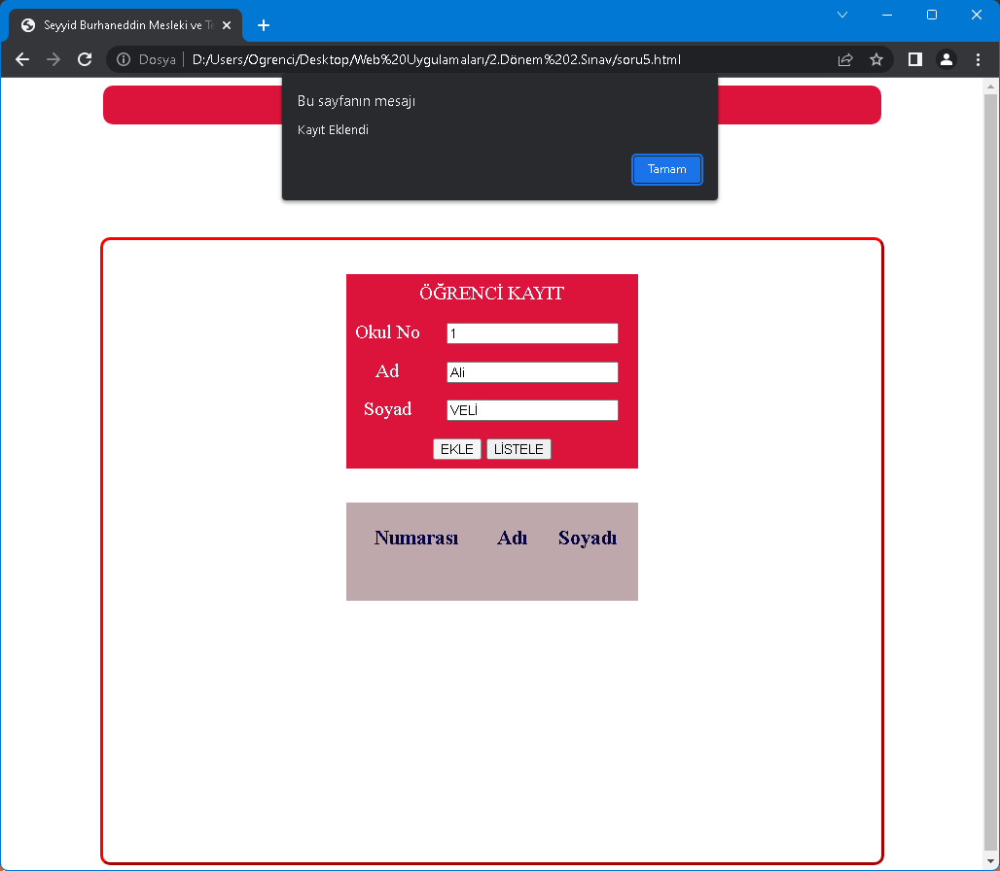 Seyyid Burhaneddin Mesleki ve Te
Dosya D:/Users/Ogrenci/Desktop/Web%20Uygulamaları/2.Dönem%202.Sınav/soru5.html
Bu sayfanın mesajı
Kayıt Eklendi
Tamam
ÖĞRENCİ KAYIT
Okul No 1
Ad Ali
Soyad VELİ
EKLE LİSTELE
Numarası Adı Soyadı